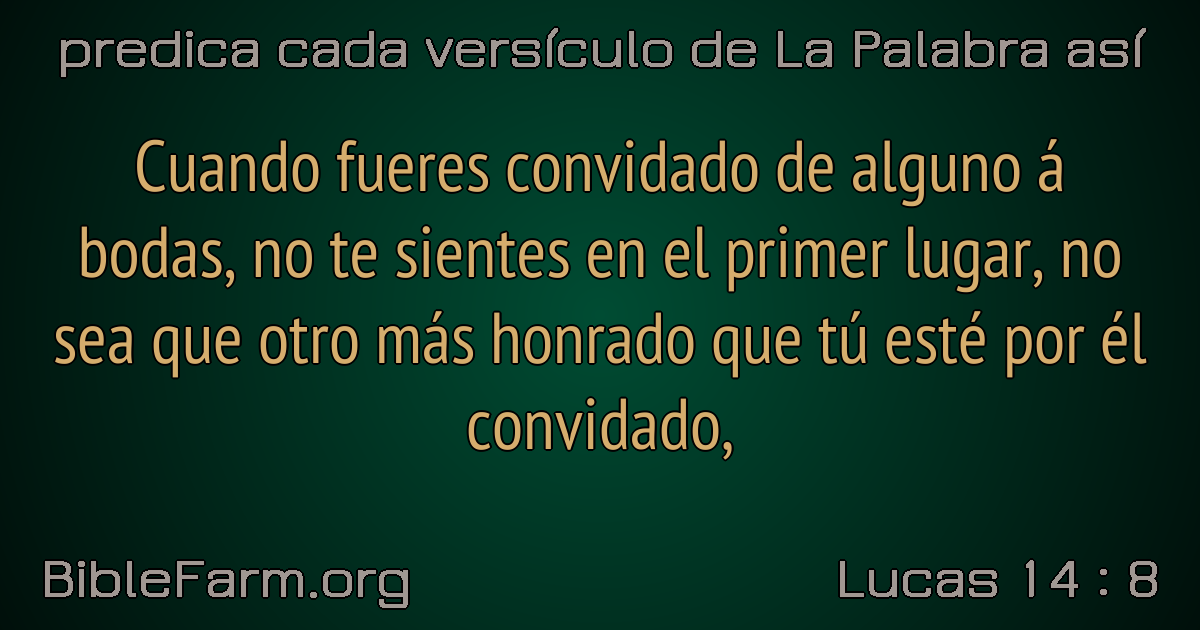 predica cada versículo de La Palabra así
Cuando fueres convidado de alguno á
bodas, no te sientes en el primer lugar, no
sea que otro más honrado que tú esté por él
convidado,
BibleFarm.org
Lucas 14 : 8